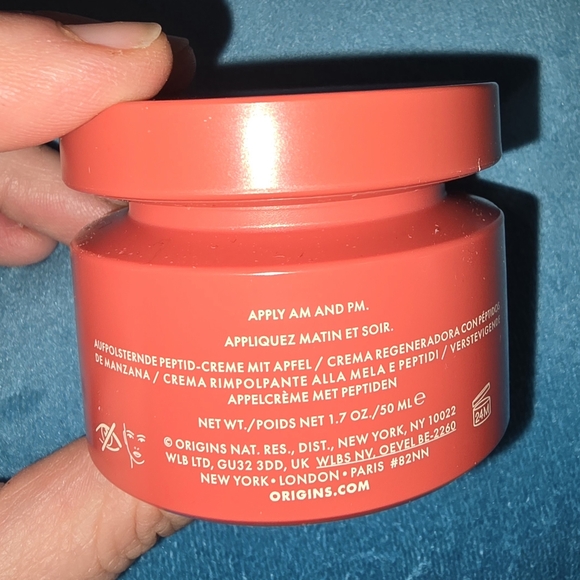 APPLY AM AND PM.
APPLIQUEZ MATIN ET SOIR.
AUFPOLSTERNDE PEPTID-CREME MIT APFEL / CREMA REGENERADORA CON PÉPTIDOS
DE MANZANA / CREMA RIMPOLPANTE ALLA MELA E PEPTIDI / VERSTEVIGENDE
APPELCRÈME MET PEPTIDEN
NET WT./POIDS NET 1.7 OZ./50 ML℮
24M
© ORIGINS NAT. RES., DIST., NEW YORK, NY 10022
WLB LTD, GU32 3DD, UK WLBS NV, OEVEL BE-2260
NEW YORK • LONDON • PARIS #82NN
ORIGINS.COM